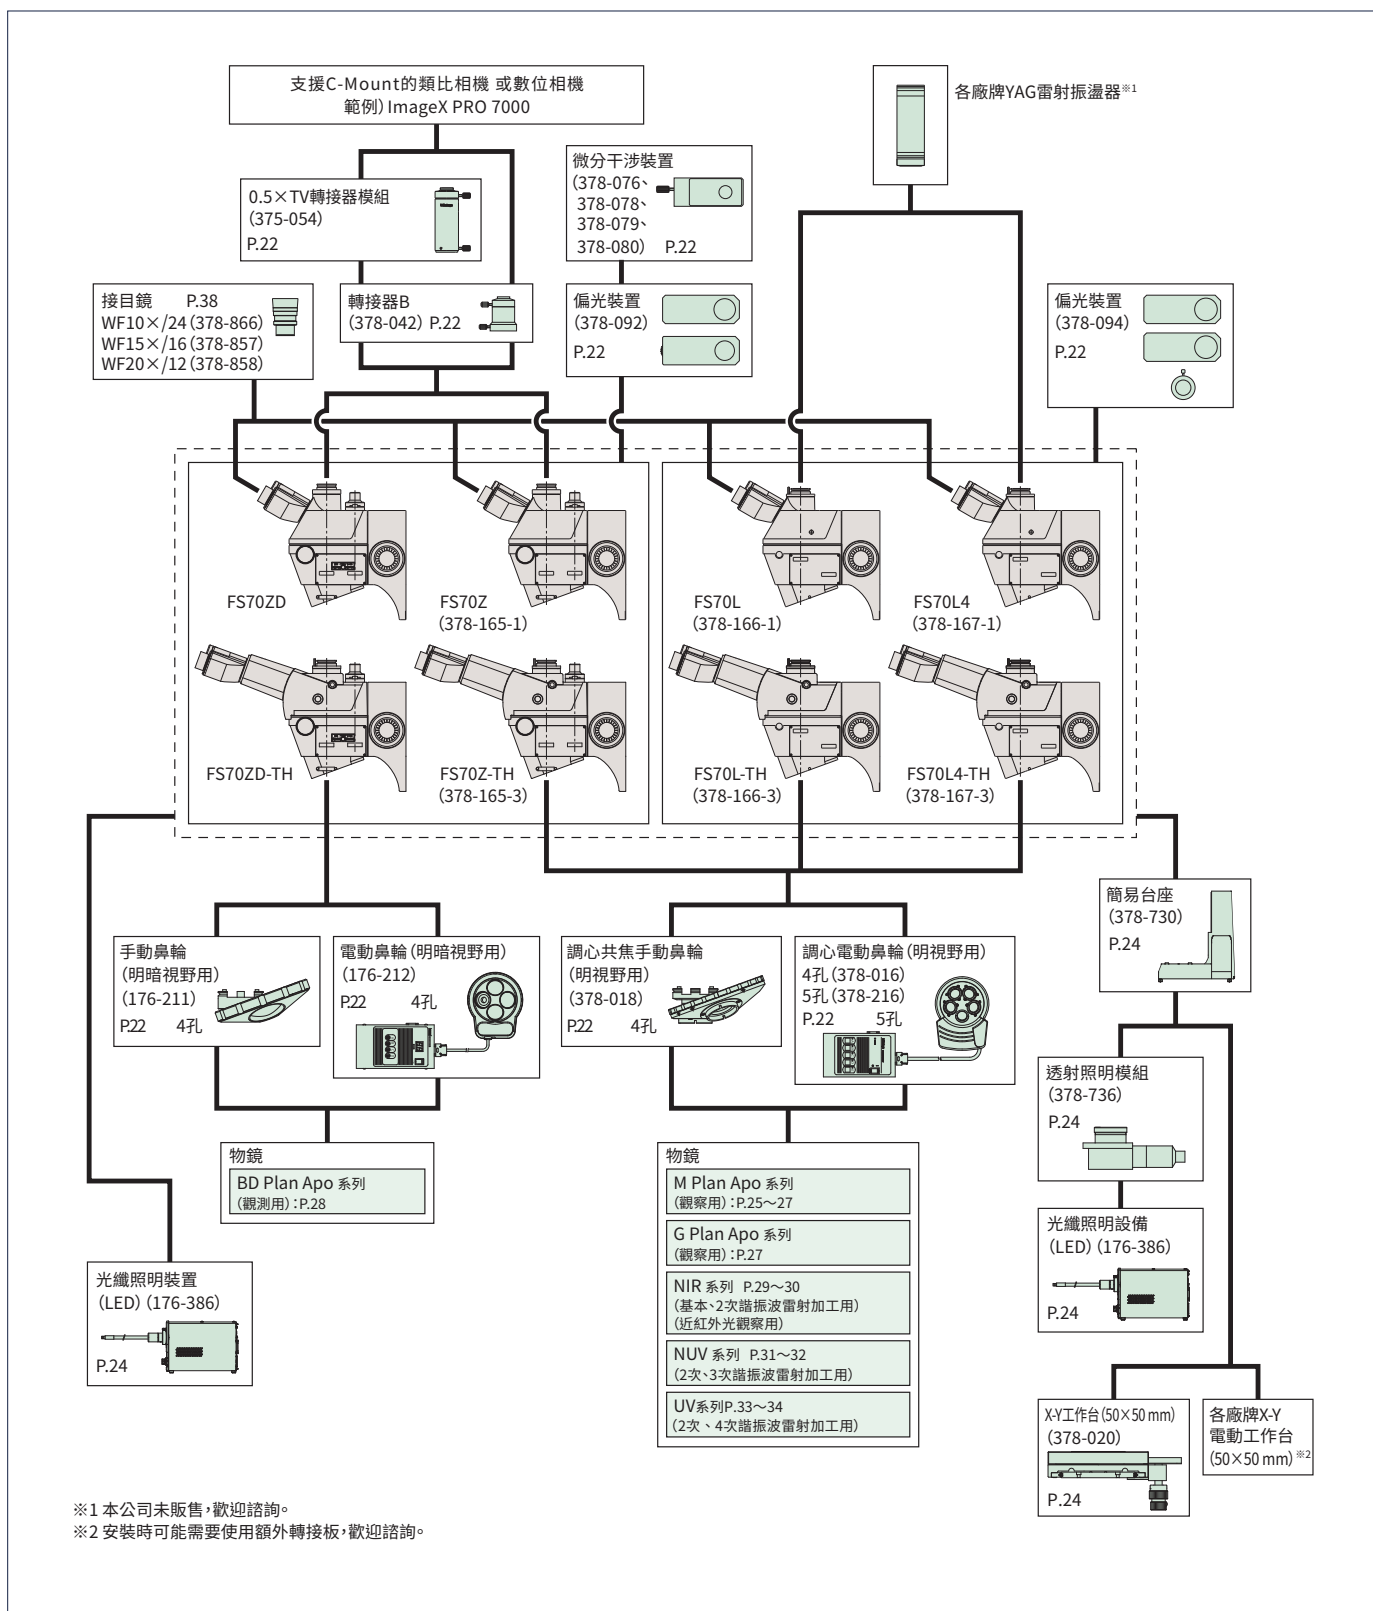 支援C-Mount的類比相機 或數位相機
範例) ImageX PRO 7000
各廠牌YAG雷射振盪器※1
0.5×TV轉接器模組
(375-054)
P.22
微分干涉裝置
(378-076、
378-078、
378-079、
378-080) P.22
接目鏡 P.38
WF10×/24 (378-866)
WF15×/16 (378-857)
WF20×/12 (378-858)
轉接器B
(378-042) P.22
偏光裝置
(378-092)
P.22
偏光裝置
(378-094)
P.22
FS70ZD
FS70Z
(378-165-1)
FS70L
(378-166-1)
FS70L4
(378-167-1)
FS70ZD-TH
FS70Z-TH
(378-165-3)
FS70L-TH
(378-166-3)
FS70L4-TH
(378-167-3)
手動鼻輪
(明暗視野用)
(176-211)
P.22 4孔
電動鼻輪 (明暗視野用)
(176-212)
P.22 4孔
調心共焦手動鼻輪
(明視野用)
(378-018)
P.22 4孔
調心電動鼻輪 (明視野用)
4孔 (378-016)
5孔 (378-216)
P.22 5孔
簡易台座
(378-730)
P.24
透射照明模組
(378-736)
P.24
物鏡
BD Plan Apo 系列
(觀測用)：P.28
物鏡
M Plan Apo 系列
(觀察用)：P.25～27
G Plan Apo 系列
(觀察用)：P.27
NIR 系列 P.29～30
(基本、2次諧振波雷射加工用)
(近紅外光觀察用)
NUV 系列 P.31～32
(2次、3次諧振波雷射加工用)
UV系列P.33～34
(2次、4次諧振波雷射加工用)
光纖照明裝置
(LED) (176-386)
P.24
光纖照明設備
(LED) (176-386)
P.24
X-Y工作台 (50×50 mm)
(378-020)
P.24
各廠牌X-Y
電動工作台
(50×50 mm) ※2
※1 本公司未販售，歡迎諮詢。
※2 安裝時可能需要使用額外轉接板，歡迎諮詢。